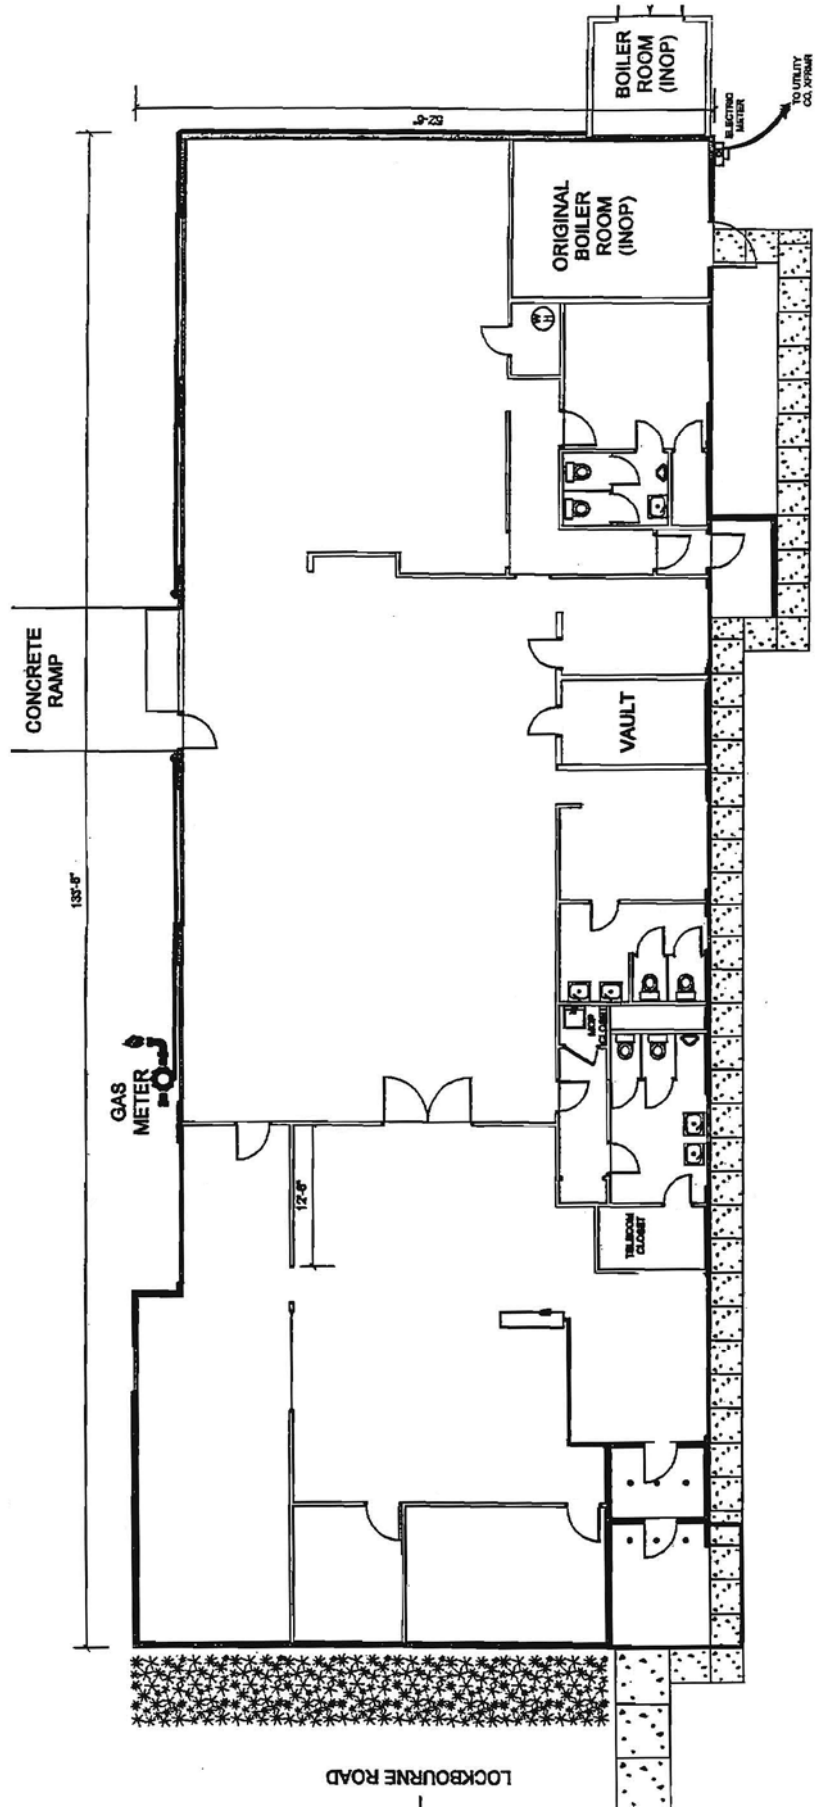 BOILER
ROOM
(INOP)
TO UTILITY
CO. XFRMR
ELECTRIC
METER
52'-6"
ORIGINAL
BOILER
ROOM
(INOP)
W
H
CONCRETE
RAMP
VAULT
133'-8"
MOP
CLOSET
GAS
METER
12'-6"
TELECOM
CLOSET
LOCKBOURNE ROAD